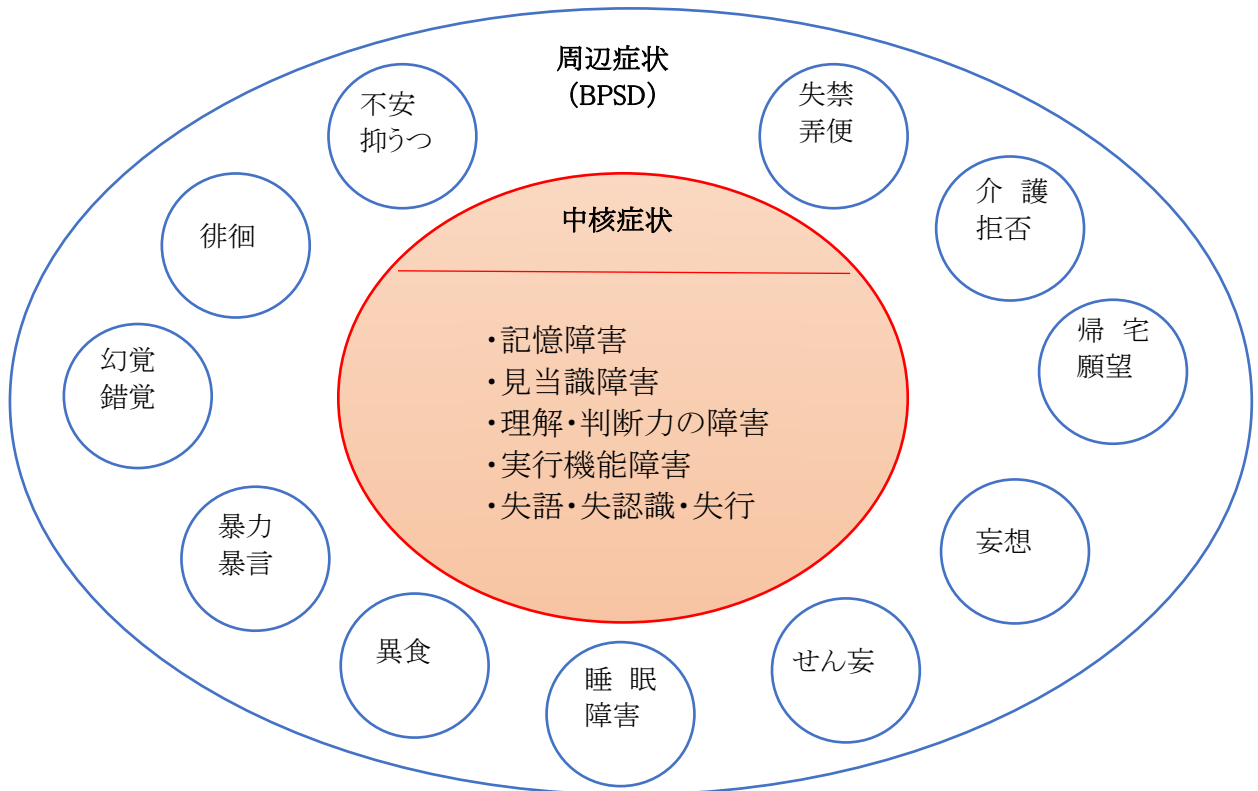 周辺症状
（BPSD）
不安
抑うつ
失禁
弄便
徘徊
介　護
拒否
幻覚
錯覚
帰　宅
願望
中核症状
・記憶障害
・見当識障害
・理解・判断力の障害
・実行機能障害
・失語・失認識・失行
暴力
暴言
妄想
異食
せん妄
睡　眠
障害